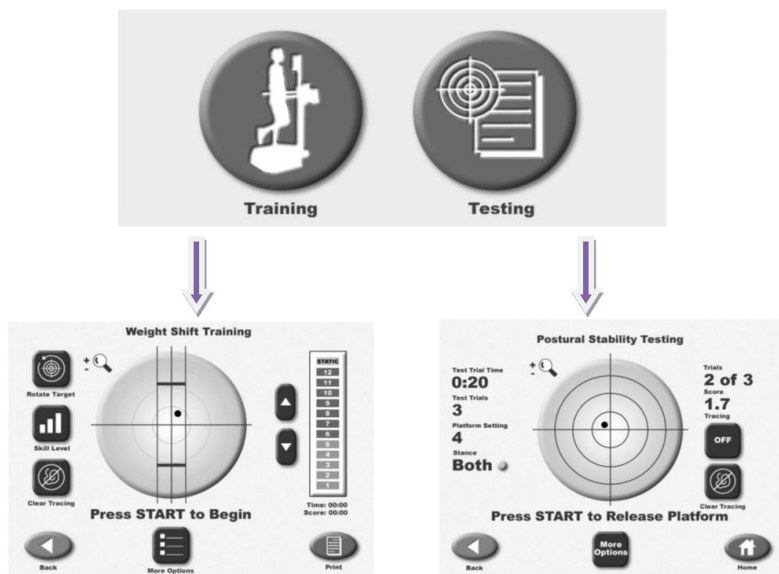 Training
Testing
Weight Shift Training
+
-
Rotate Target
Skill Level
Clear Tracing
STATIC
12
11
10
9
8
7
6
5
4
3
2
1
Time: 00:00
Score: 00:00
Press START to Begin
Back
More Options
Print
Postural Stability Testing
+
-
Test Trial Time
0:20
Test Trials
3
Platform Setting
4
Stance
Both
Trials
2 of 3
Score
1.7
Tracing
OFF
Clear Tracing
Press START to Release Platform
Back
More
Options
Home